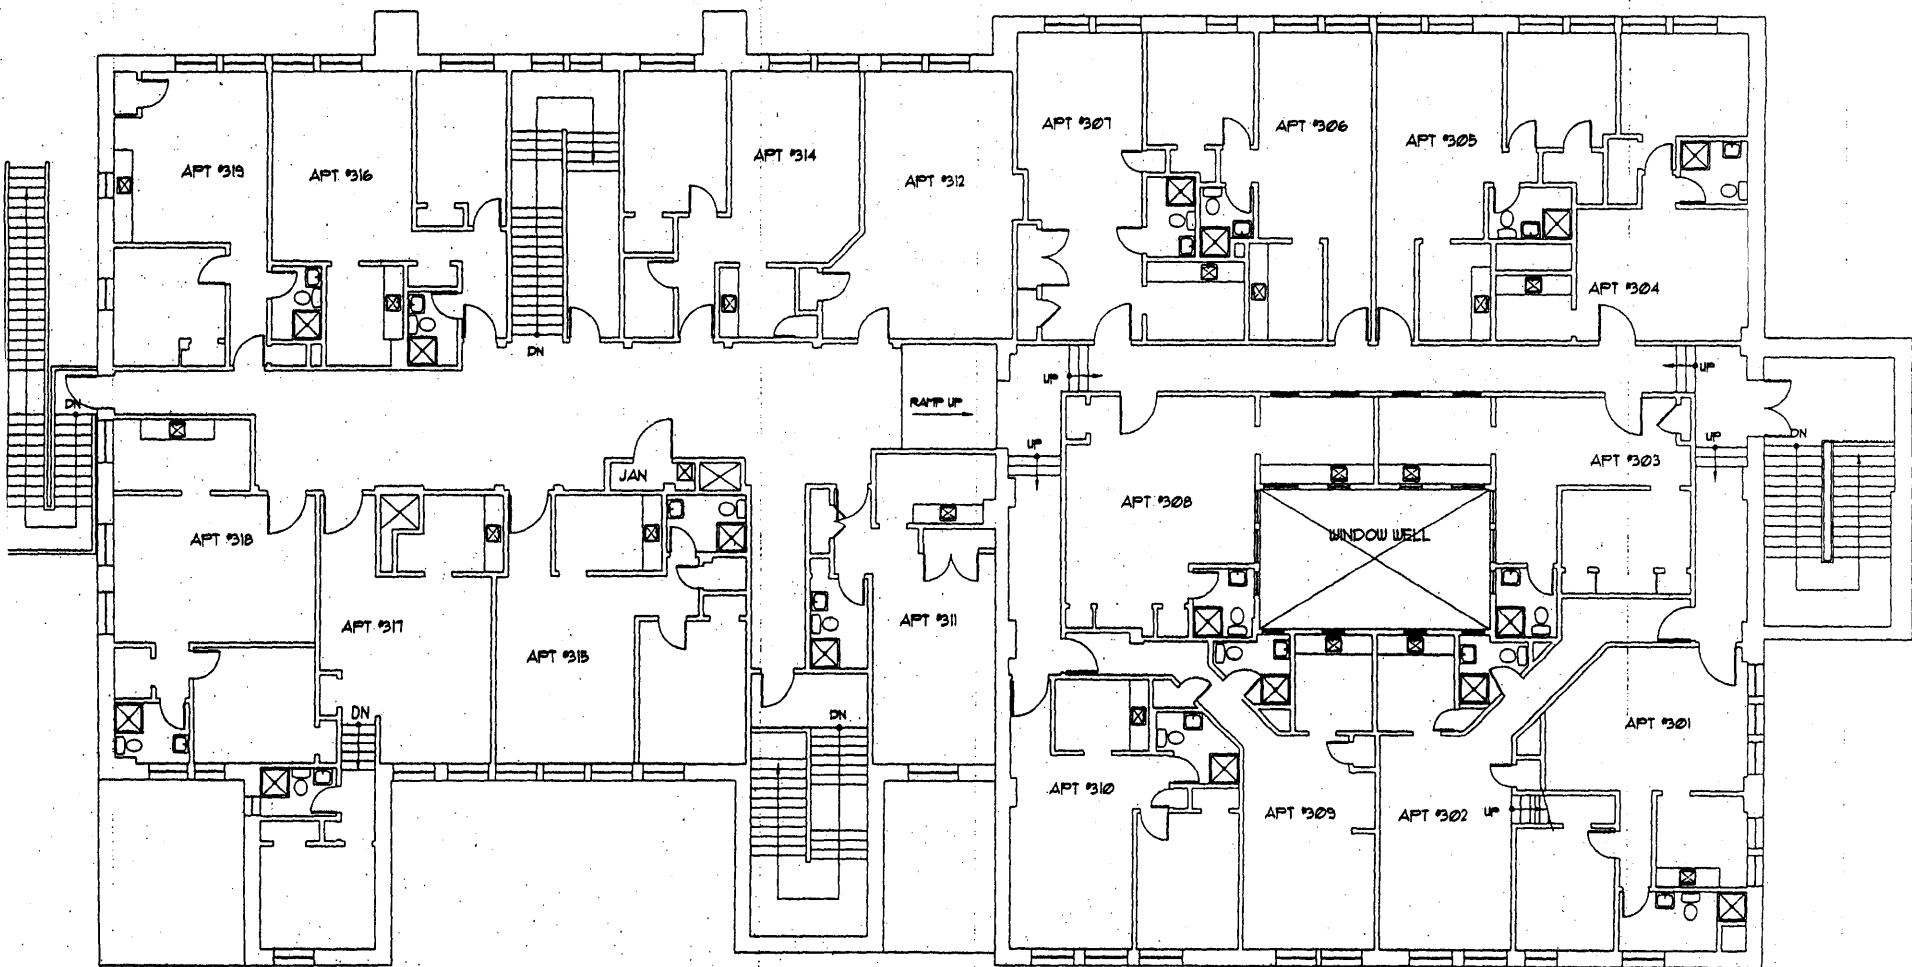 APT #307
APT #306
APT #305
APT #314
APT #319
APT #316
APT #312
APT #304
DN
UP
UP
RAMP UP
DN
UP
UP
DN
APT #303
JAN
APT #308
WINDOW WELL
APT #318
APT #311
APT #317
APT #315
DN
DN
APT #301
APT #310
APT #309
APT #302
UP